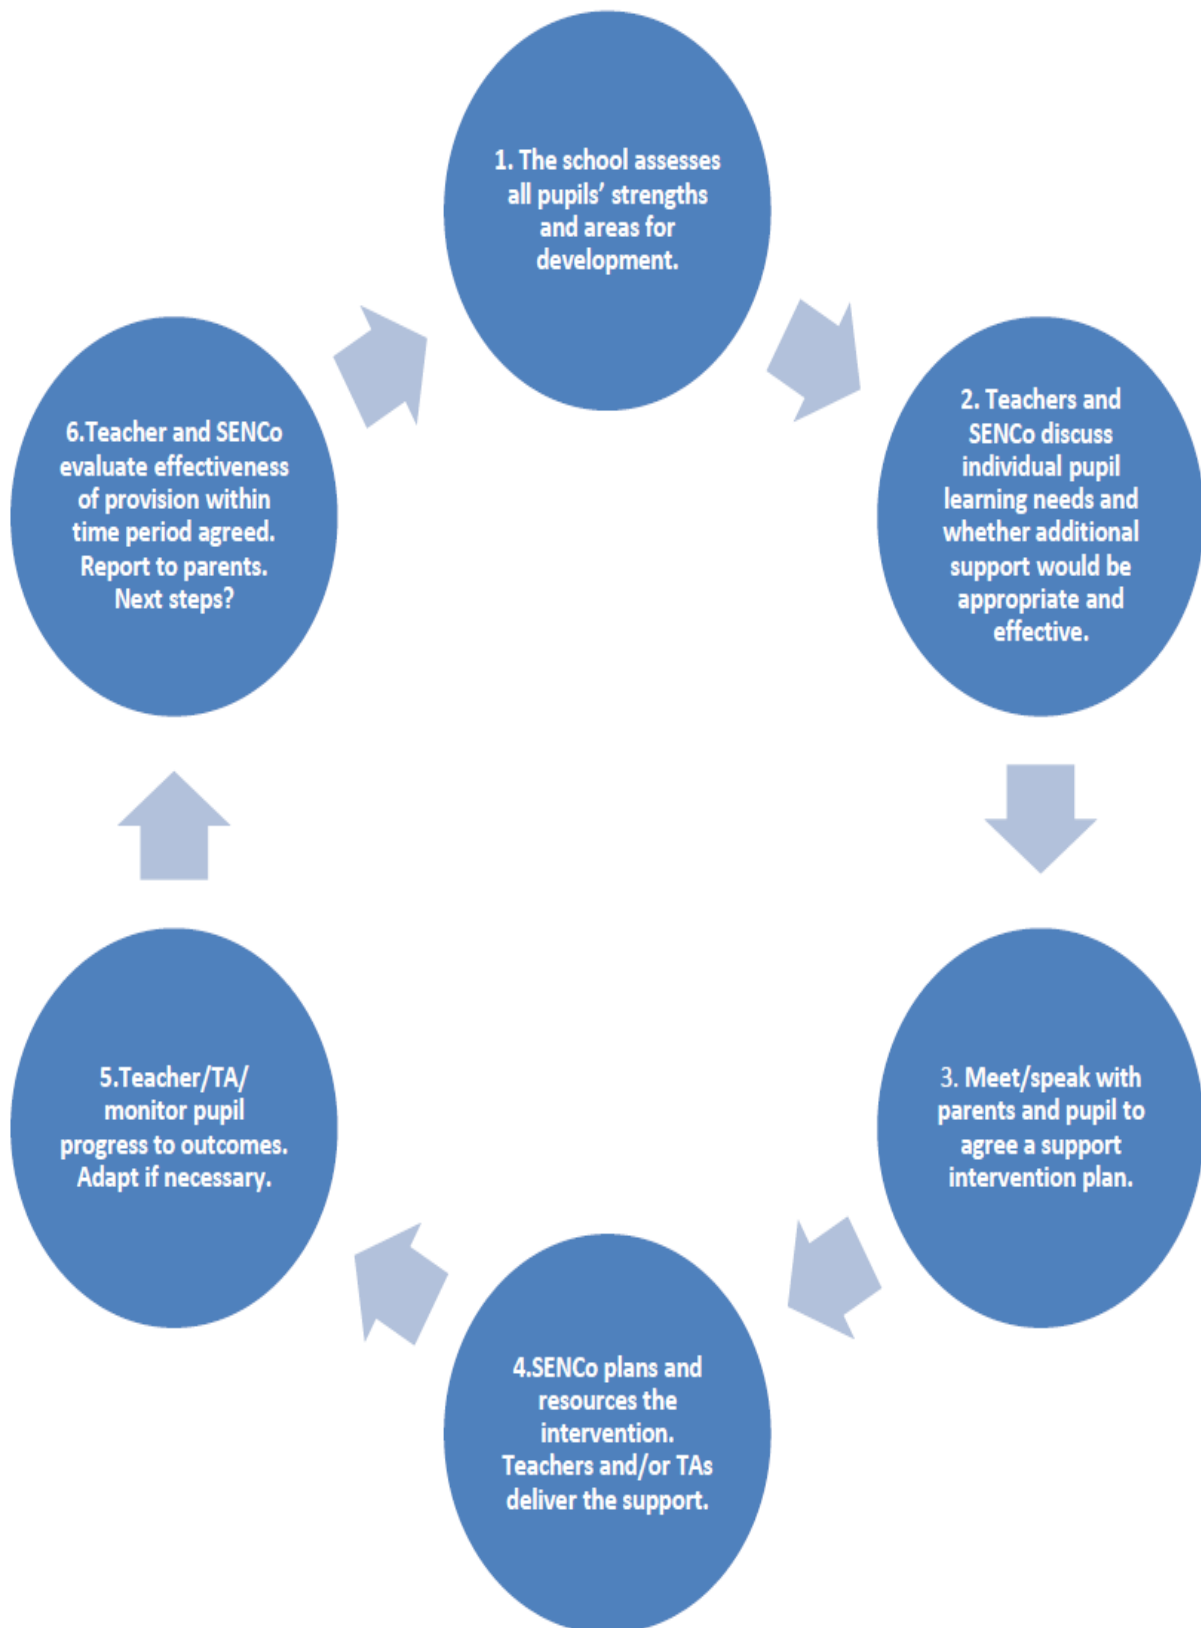 1. The school assesses
all pupils’ strengths
and areas for
development.
2. Teachers and
SENCo discuss
individual pupil
learning needs and
whether additional
support would be
appropriate and
effective.
3. Meet/speak with
parents and pupil to
agree a support
intervention plan.
4.SENCo plans and
resources the
intervention.
Teachers and/or TAs
deliver the support.
5.Teacher/TA/
monitor pupil
progress to outcomes.
Adapt if necessary.
6.Teacher and SENCo
evaluate effectiveness
of provision within
time period agreed.
Report to parents.
Next steps?